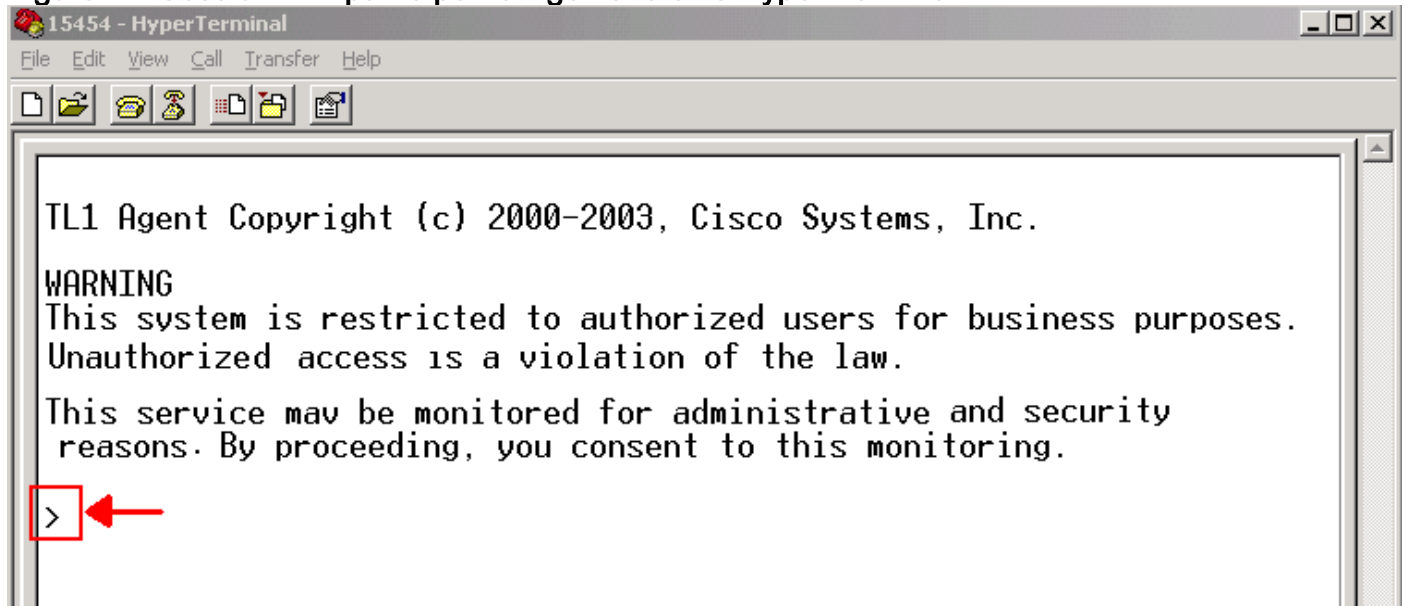 15454 - HyperTerminal
File Edit View Call Transfer Help
TL1 Agent Copyright (c) 2000-2003, Cisco Systems, Inc.
WARNING
This system is restricted to authorized users for business purposes.
Unauthorized access is a violation of the law.
This service may be monitored for administrative and security
reasons. By proceeding, you consent to this monitoring.
>